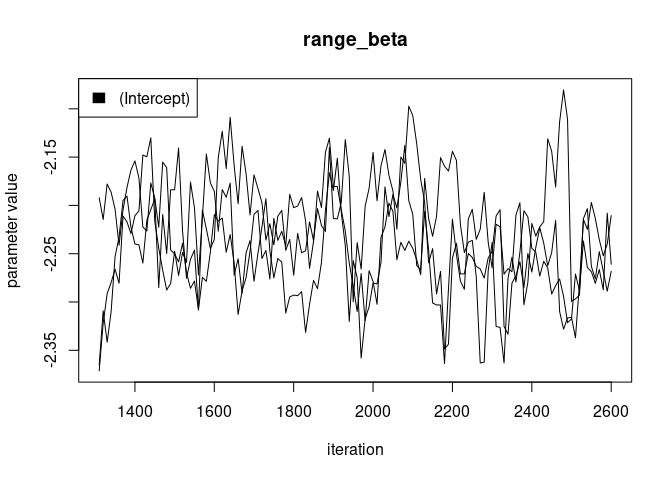 range_beta
(Intercept)
parameter value
-2.15
-2.25
-2.35
1400 1600 1800 2000 2200 2400 2600
iteration